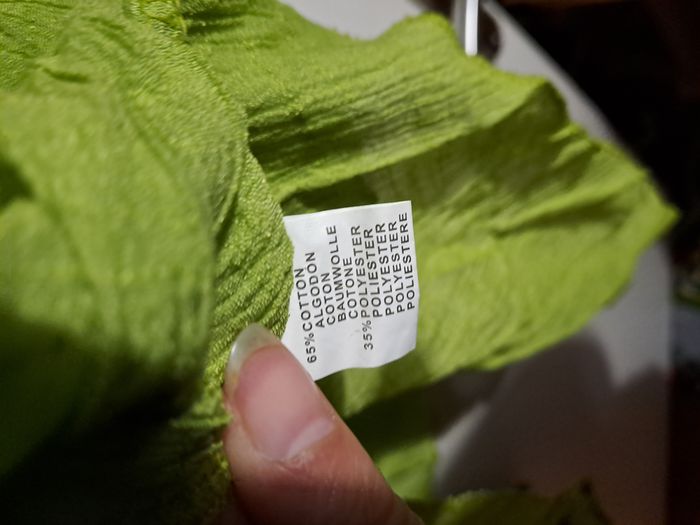 65% COTTON
ALGODON
COTON
BAUMWOLLE
COTONE
35% POLYESTER
POLIESTER
POLYESTER
POLYESTER
POLIESTERE